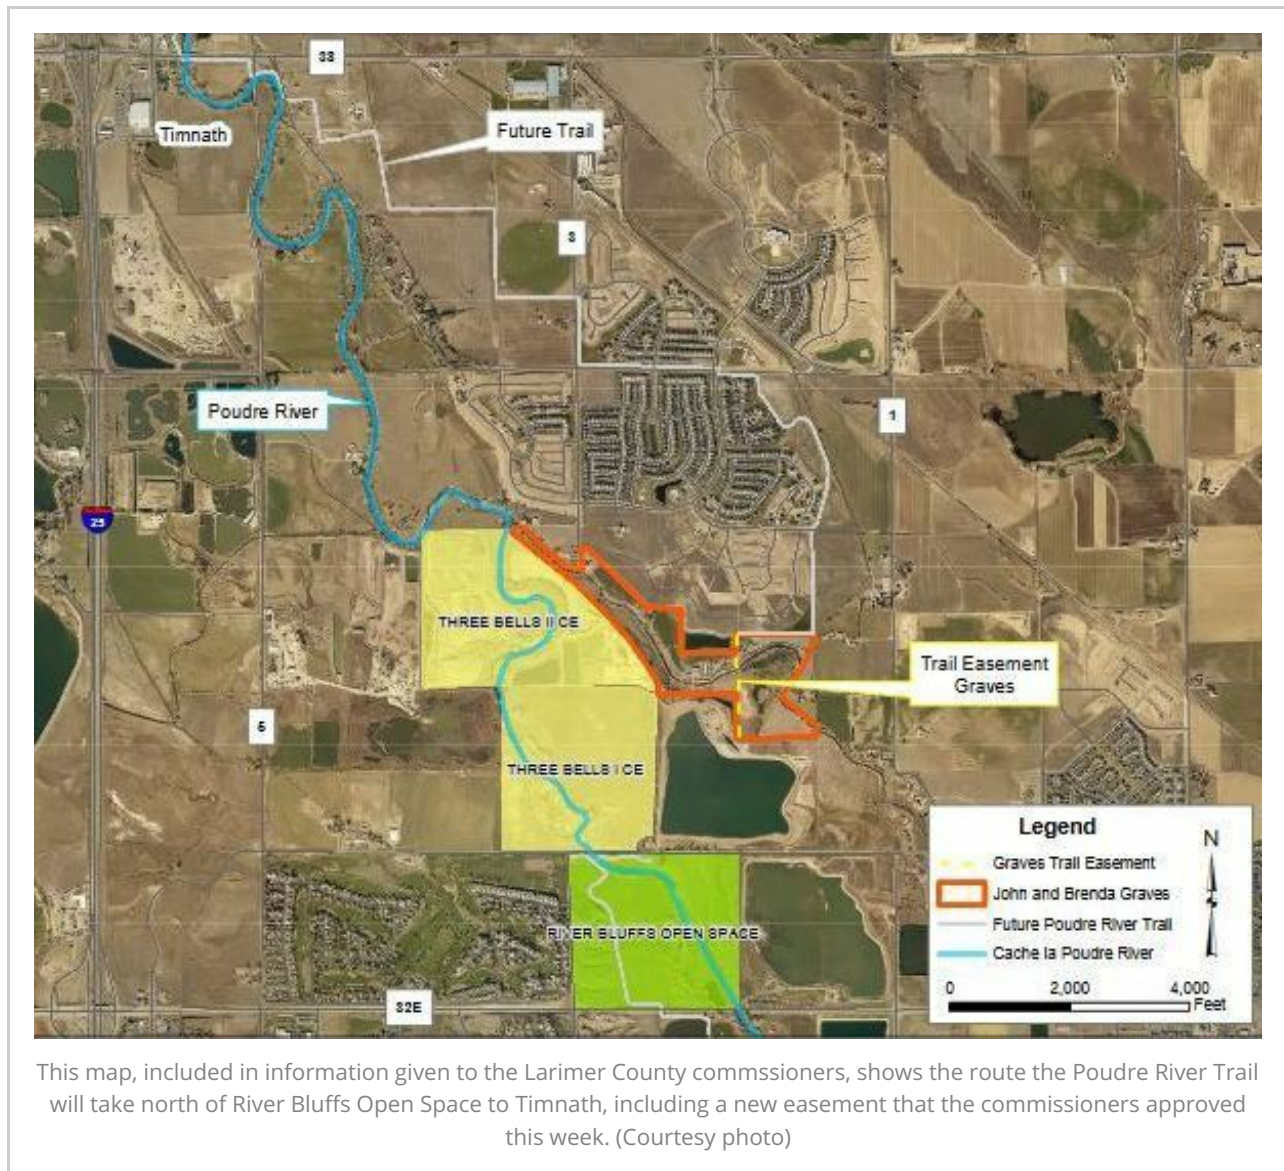 38
Timnath
Future Trail
3
Poudre River
1
25
THREE BELLS II CE
Trail Easement
Graves
5
THREE BELLS I CE
RIVER BLUFFS OPEN SPACE
32E
Legend
N
Graves Trail Easement
John and Brenda Graves
Future Poudre River Trail
Cache la Poudre River
0 2,000 4,000
Feet
This map, included in information given to the Larimer County commssioners, shows the route the Poudre River Trail
will take north of River Bluffs Open Space to Timnath, including a new easement that the commissioners approved
this week. (Courtesy photo)